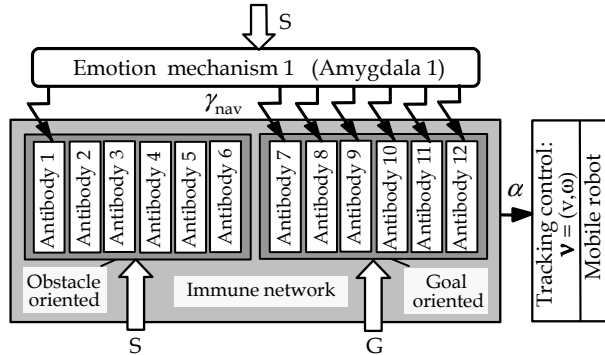 S
Emotion mechanism 1 (Amygdala 1)
γnav
Antibody 1
Antibody 2
Antibody 3
Antibody 4
Antibody 5
Antibody 6
Antibody 7
Antibody 8
Antibody 9
Antibody 10
Antibody 11
Antibody 12
α
Tracking control:
𝐯 = (v,ω)
Mobile robot
Obstacle
oriented
Immune network
Goal
oriented
S
G